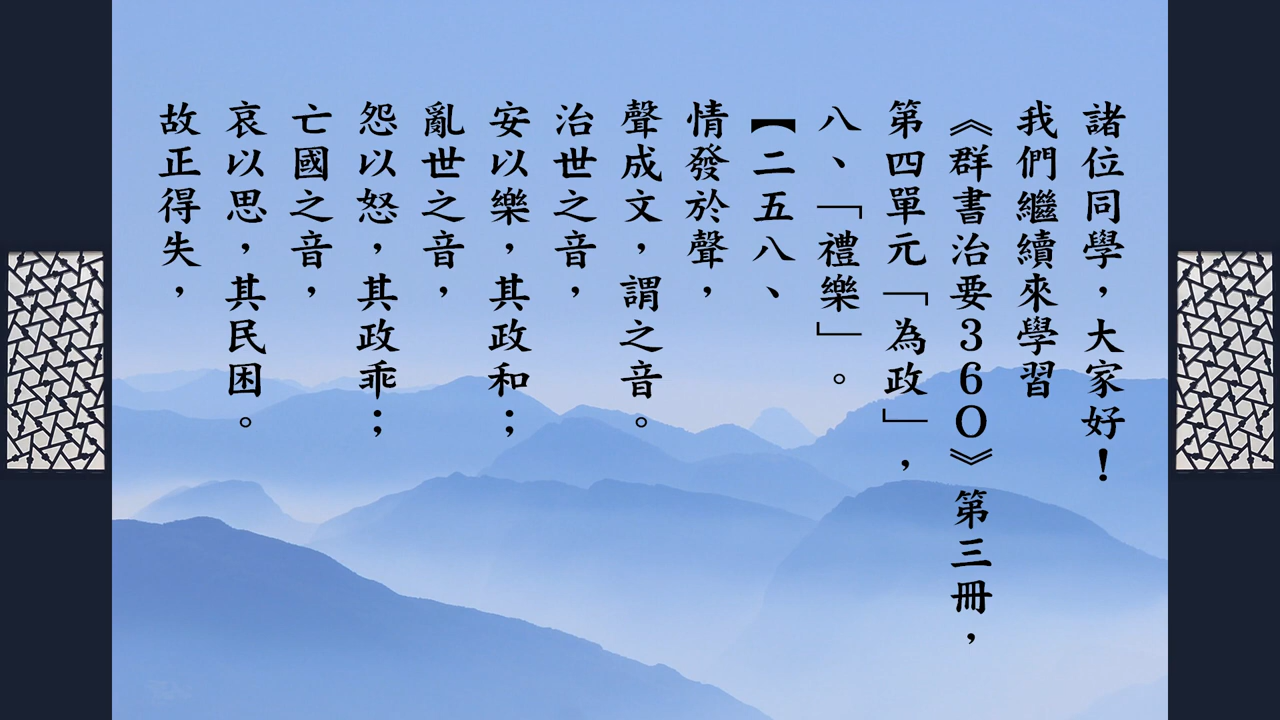 諸位同學，大家好！
我們繼續來學習
《群書治要360》第三冊，
第四單元「為政」，
八、「禮樂」。
【二五八、
情發於聲，
聲成文，謂之音。
治世之音，
安以樂，其政和；
亂世之音，
怨以怒，其政乖；
亡國之音，
哀以思，其民困。
故正得失，